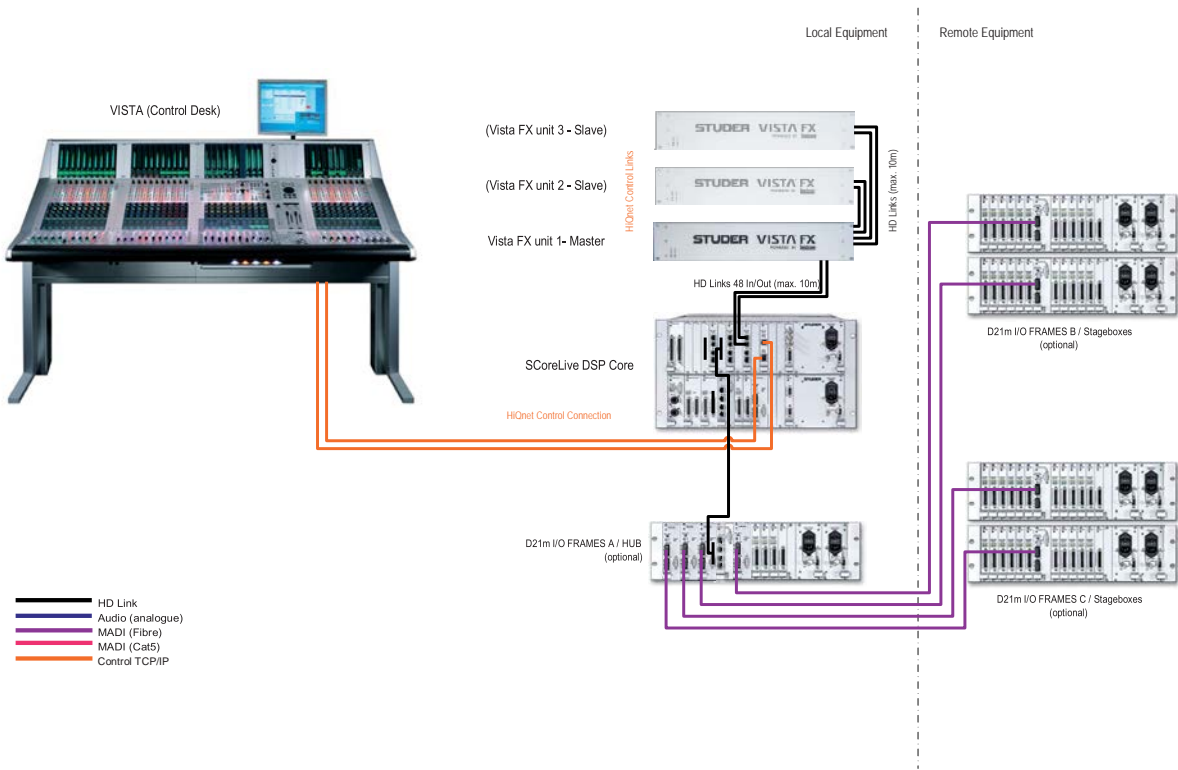 Local Equipment
Remote Equipment
VISTA (Control Desk)
(Vista FX unit 3 - Slave)
STUDER VISTA FX
(Vista FX unit 2 - Slave)
STUDER VISTA FX
Vista FX unit 1- Master
STUDER VISTA FX
HiQnet Control Links
HD Links (max. 10m)
HD Links 48 In/Out (max. 10m)
SCoreLive DSP Core
STUDER
STUDER
HiQnet Control Connection
D21m I/O FRAMES B / Stageboxes
(optional)
D21m I/O FRAMES A / HUB
(optional)
D21m I/O FRAMES C / Stageboxes
(optional)
HD Link
Audio (analogue)
MADI (Fibre)
MADI (Cat5)
Control TCP/IP